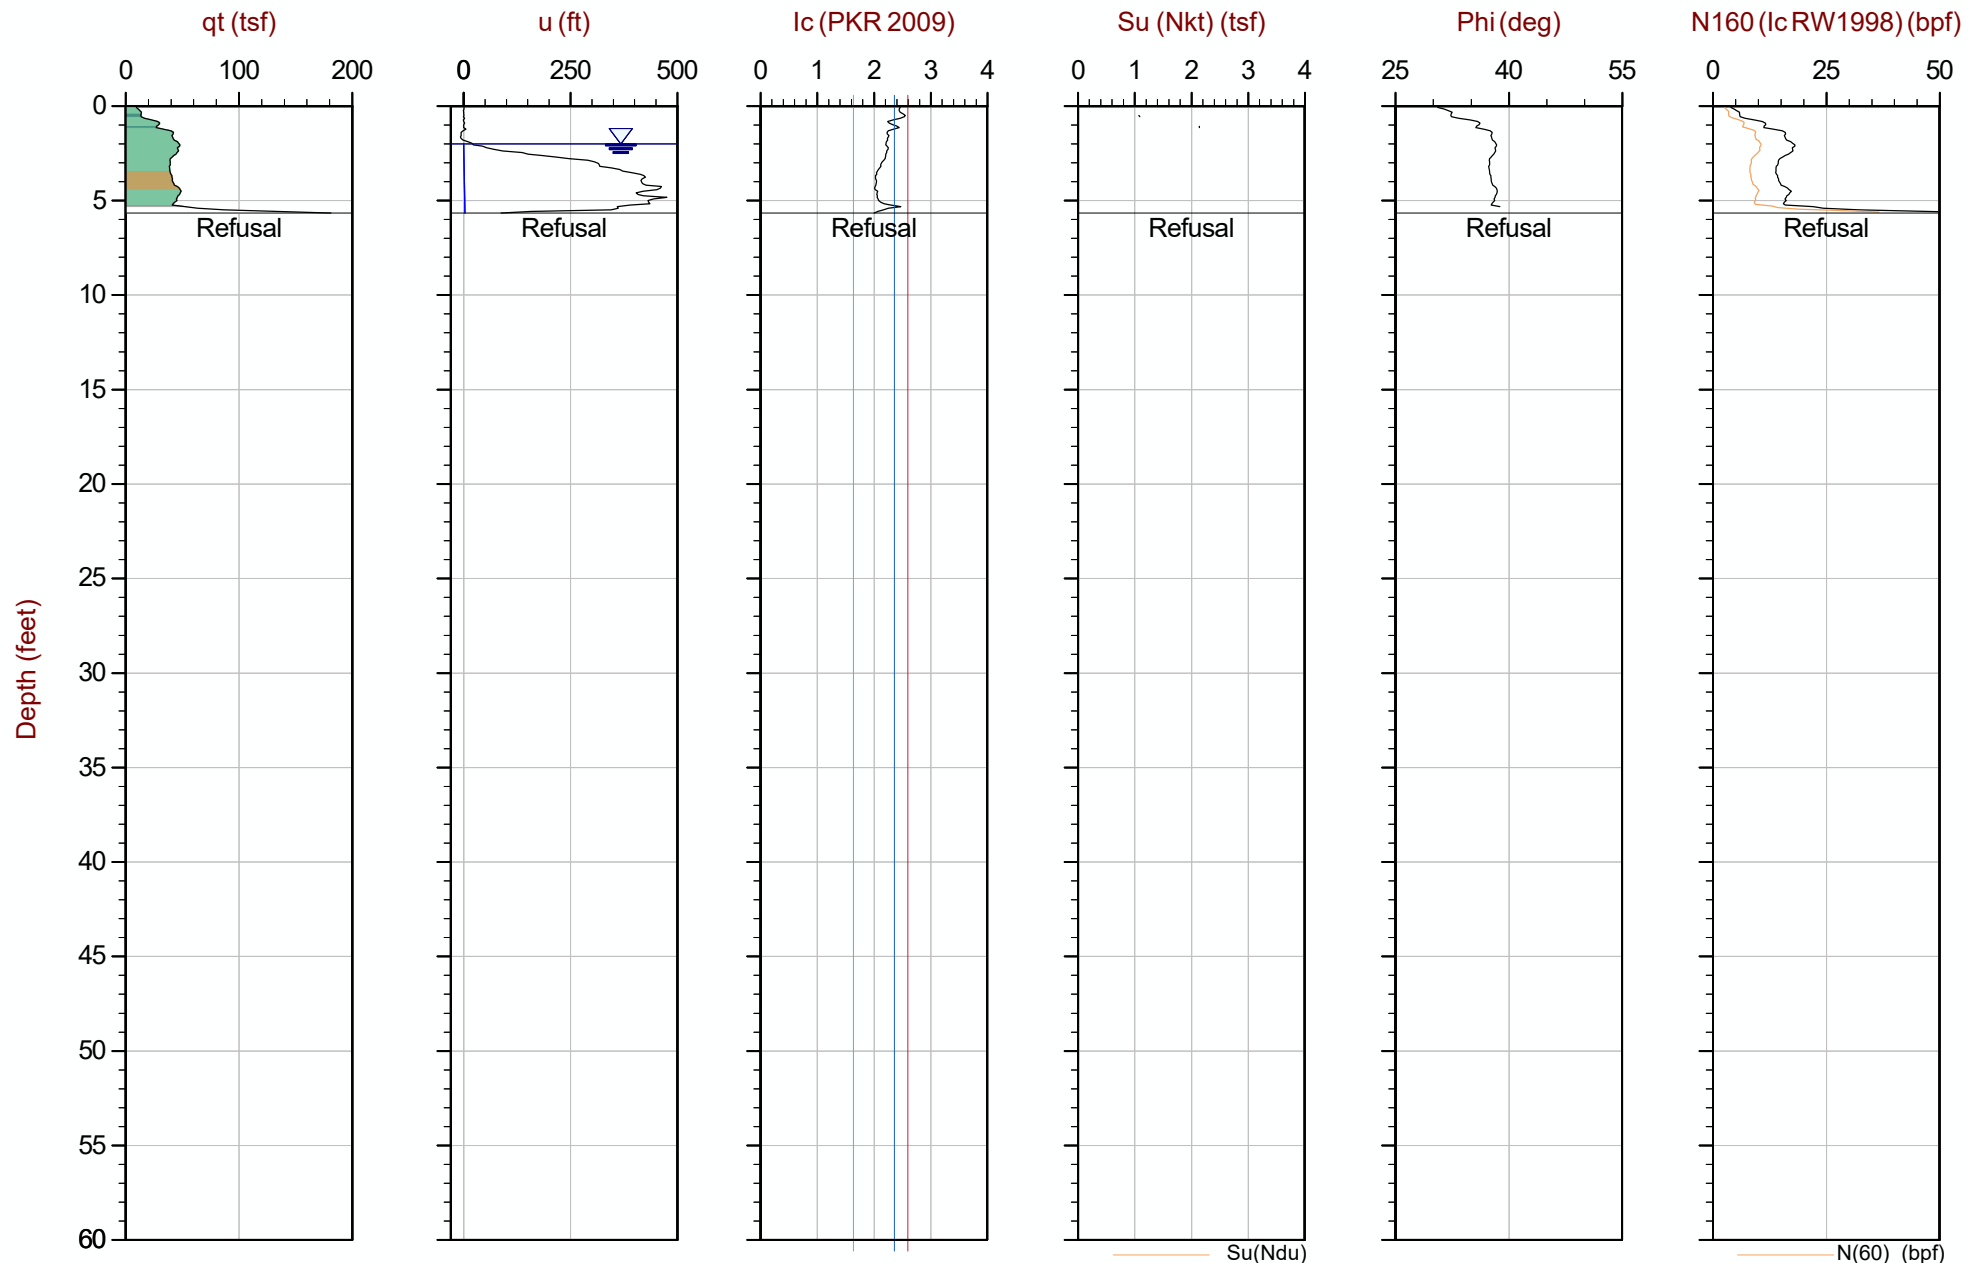 qt (tsf) u (ft) Ic (PKR 2009) Su (Nkt) (tsf) Phi (deg) N160 (Ic RW1998) (bpf)
0 100 200 0 250 500 0 1 2 3 4 0 1 2 3 4 25 40 55 0 25 50
0
5
Refusal Refusal Refusal Refusal Refusal Refusal
10
15
20
25
30
Depth (feet)
35
40
45
50
55
60
Su(Ndu) N(60) (bpf)